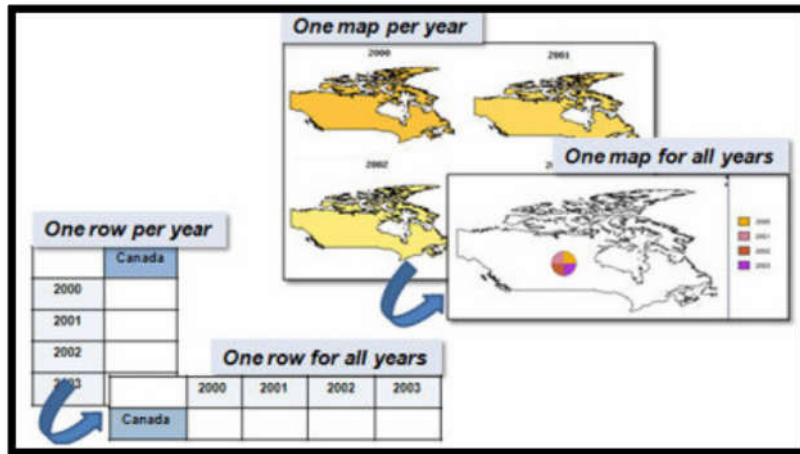 One map per year
2000
2001
2002
One map for all years
2000
2001
2002
2003
One row per year
Canada
2000
2001
2002
2003
One row for all years
2000 2001 2002 2003
Canada